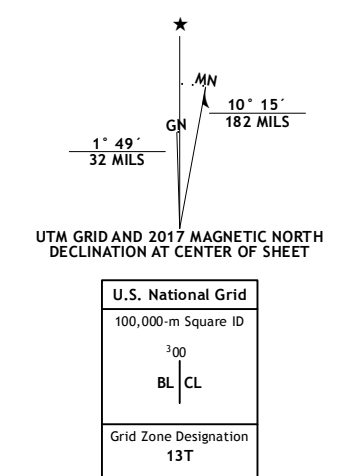 ★
MN
10° 15´
182 MILS
GN
1° 49´
32 MILS
UTM GRID AND 2017 MAGNETIC NORTH
DECLINATION AT CENTER OF SHEET
U.S. National Grid
100,000-m Square ID
³00
BL CL
Grid Zone Designation
13T